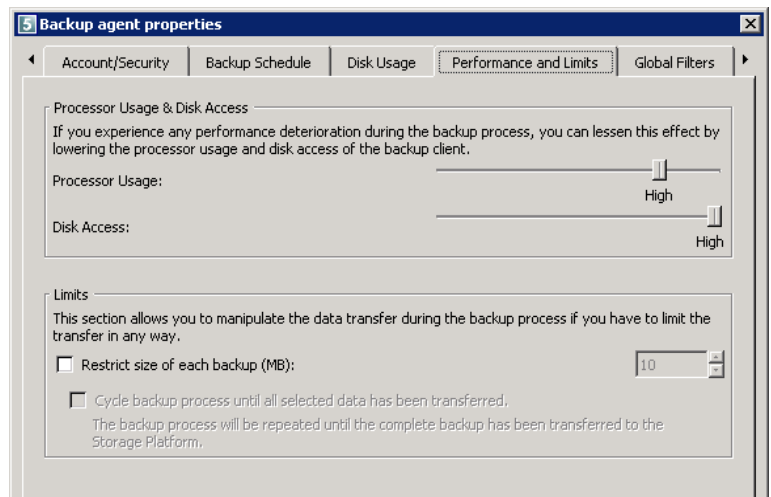 5 Backup agent properties
Account/Security
Backup Schedule
Disk Usage
Performance and Limits
Global Filters
Processor Usage & Disk Access
If you experience any performance deterioration during the backup process, you can lessen this effect by
lowering the processor usage and disk access of the backup client.
Processor Usage:
High
Disk Access:
High
Limits
This section allows you to manipulate the data transfer during the backup process if you have to limit the
transfer in any way.
Restrict size of each backup (MB):
10
Cycle backup process until all selected data has been transferred.
The backup process will be repeated until the complete backup has been transferred to the
Storage Platform.